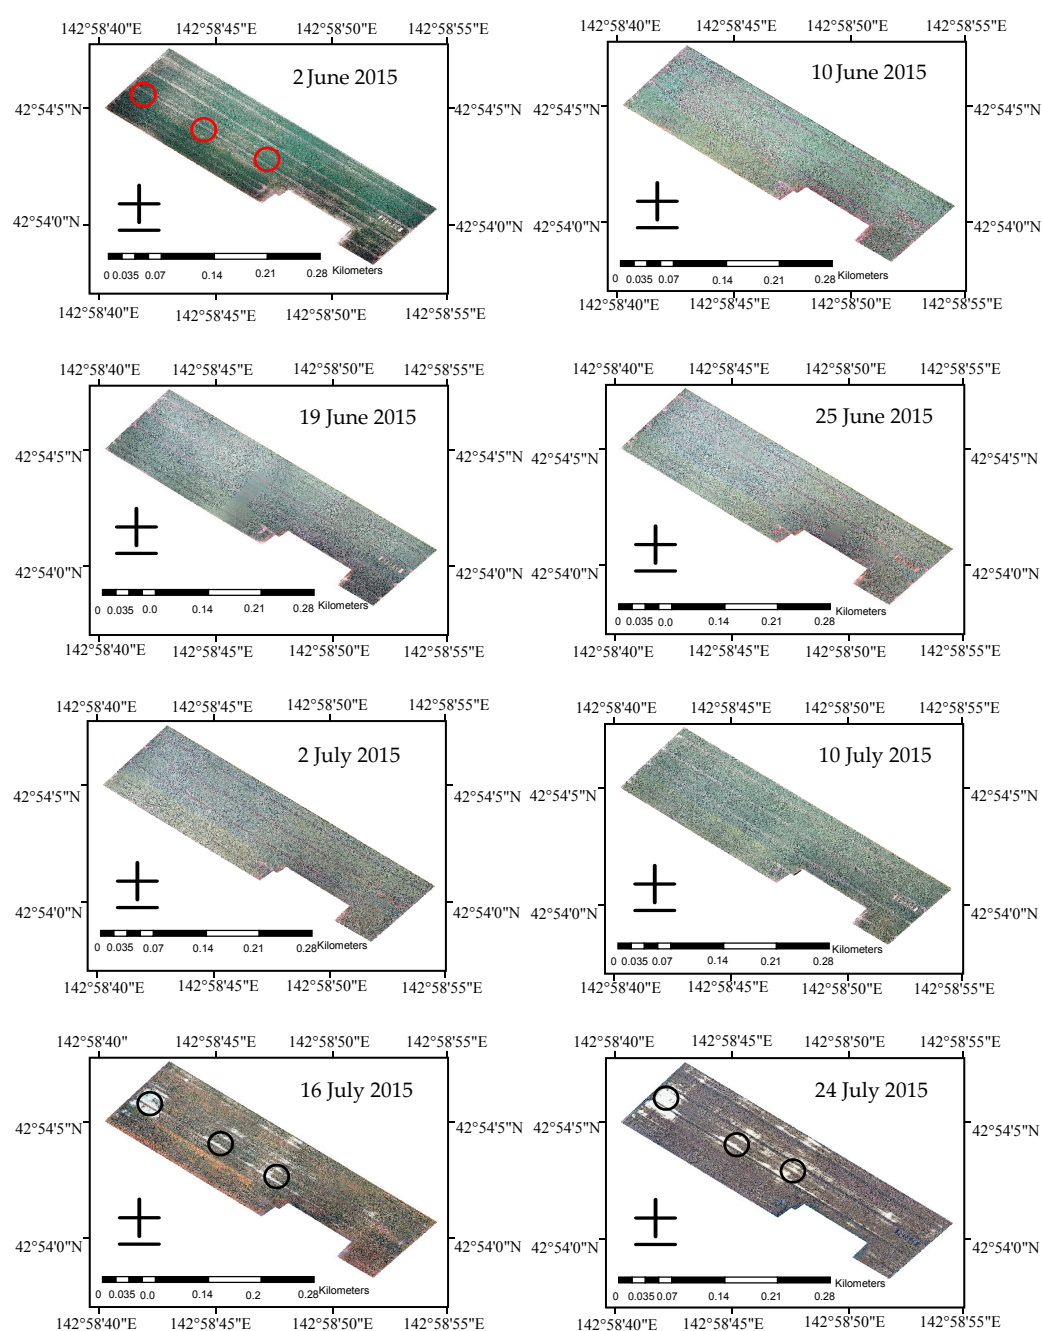 142°58'40"E 142°58'45"E 142°58'50"E 142°58'55"E
2 June 2015
42°54'5"N 42°54'5"N
42°54'0"N 42°54'0"N
0 0.035 0.07 0.14 0.21 0.28 Kilometers
142°58'40"E 142°58'45"E 142°58'50"E 142°58'55"E
142°58'40"E 142°58'45"E 142°58'50"E 142°58'55"E
10 June 2015
42°54'5"N 42°54'5"N
42°54'0"N 42°54'0"N
0 0.035 0.07 0.14 0.21 0.28 Kilometers
142°58'40"E 142°58'45"E 142°58'50"E 142°58'55"E
142°58'40"E 142°58'45"E 142°58'50"E 142°58'55"E
19 June 2015
42°54'5"N 42°54'5"N
42°54'0"N 42°54'0"N
0 0.035 0.0 0.14 0.21 0.28 Kilometers
142°58'40"E 142°58'45"E 142°58'50"E 142°58'55"E
142°58'40"E 142°58'45"E 142°58'50"E 142°58'55"E
25 June 2015
42°54'5"N 42°54'5"N
42°54'0"N 42°54'0"N
0 0.035 0.0 0.14 0.21 0.28 Kilometers
142°58'40"E 142°58'45"E 142°58'50"E 142°58'55"E
142°58'40"E 142°58'45"E 142°58'50"E 142°58'55"E
2 July 2015
42°54'5"N 42°54'5"N
42°54'0"N 42°54'0"N
0 0.035 0.07 0.14 0.21 0.28 Kilometers
142°58'40"E 142°58'45"E 142°58'50"E 142°58'55"E
142°58'40"E 142°58'45"E 142°58'50"E 142°58'55"E
10 July 2015
42°54'5"N 42°54'5"N
42°54'0"N 42°54'0"N
0 0.035 0.07 0.14 0.21 0.28 Kilometers
142°58'40"E 142°58'45"E 142°58'50"E 142°58'55"E
142°58'40" 142°58'45"E 142°58'50"E 142°58'55"E
16 July 2015
42°54'5"N 42°54'5"N
42°54'0"N 42°54'0"N
0 0.035 0.0 0.14 0.2 0.28 Kilometers
142°58'40"E 142°58'45"E 142°58'50"E 142°58'55"E
142°58'40"E 142°58'45"E 142°58'50"E 142°58'55"E
24 July 2015
42°54'5"N 42°54'5"N
42°54'0"N 42°54'0"N
0 0.035 0.07 0.14 0.21 0.28 Kilometers
142°58'40"E 142°58'45"E 142°58'50"E 142°58'55"E